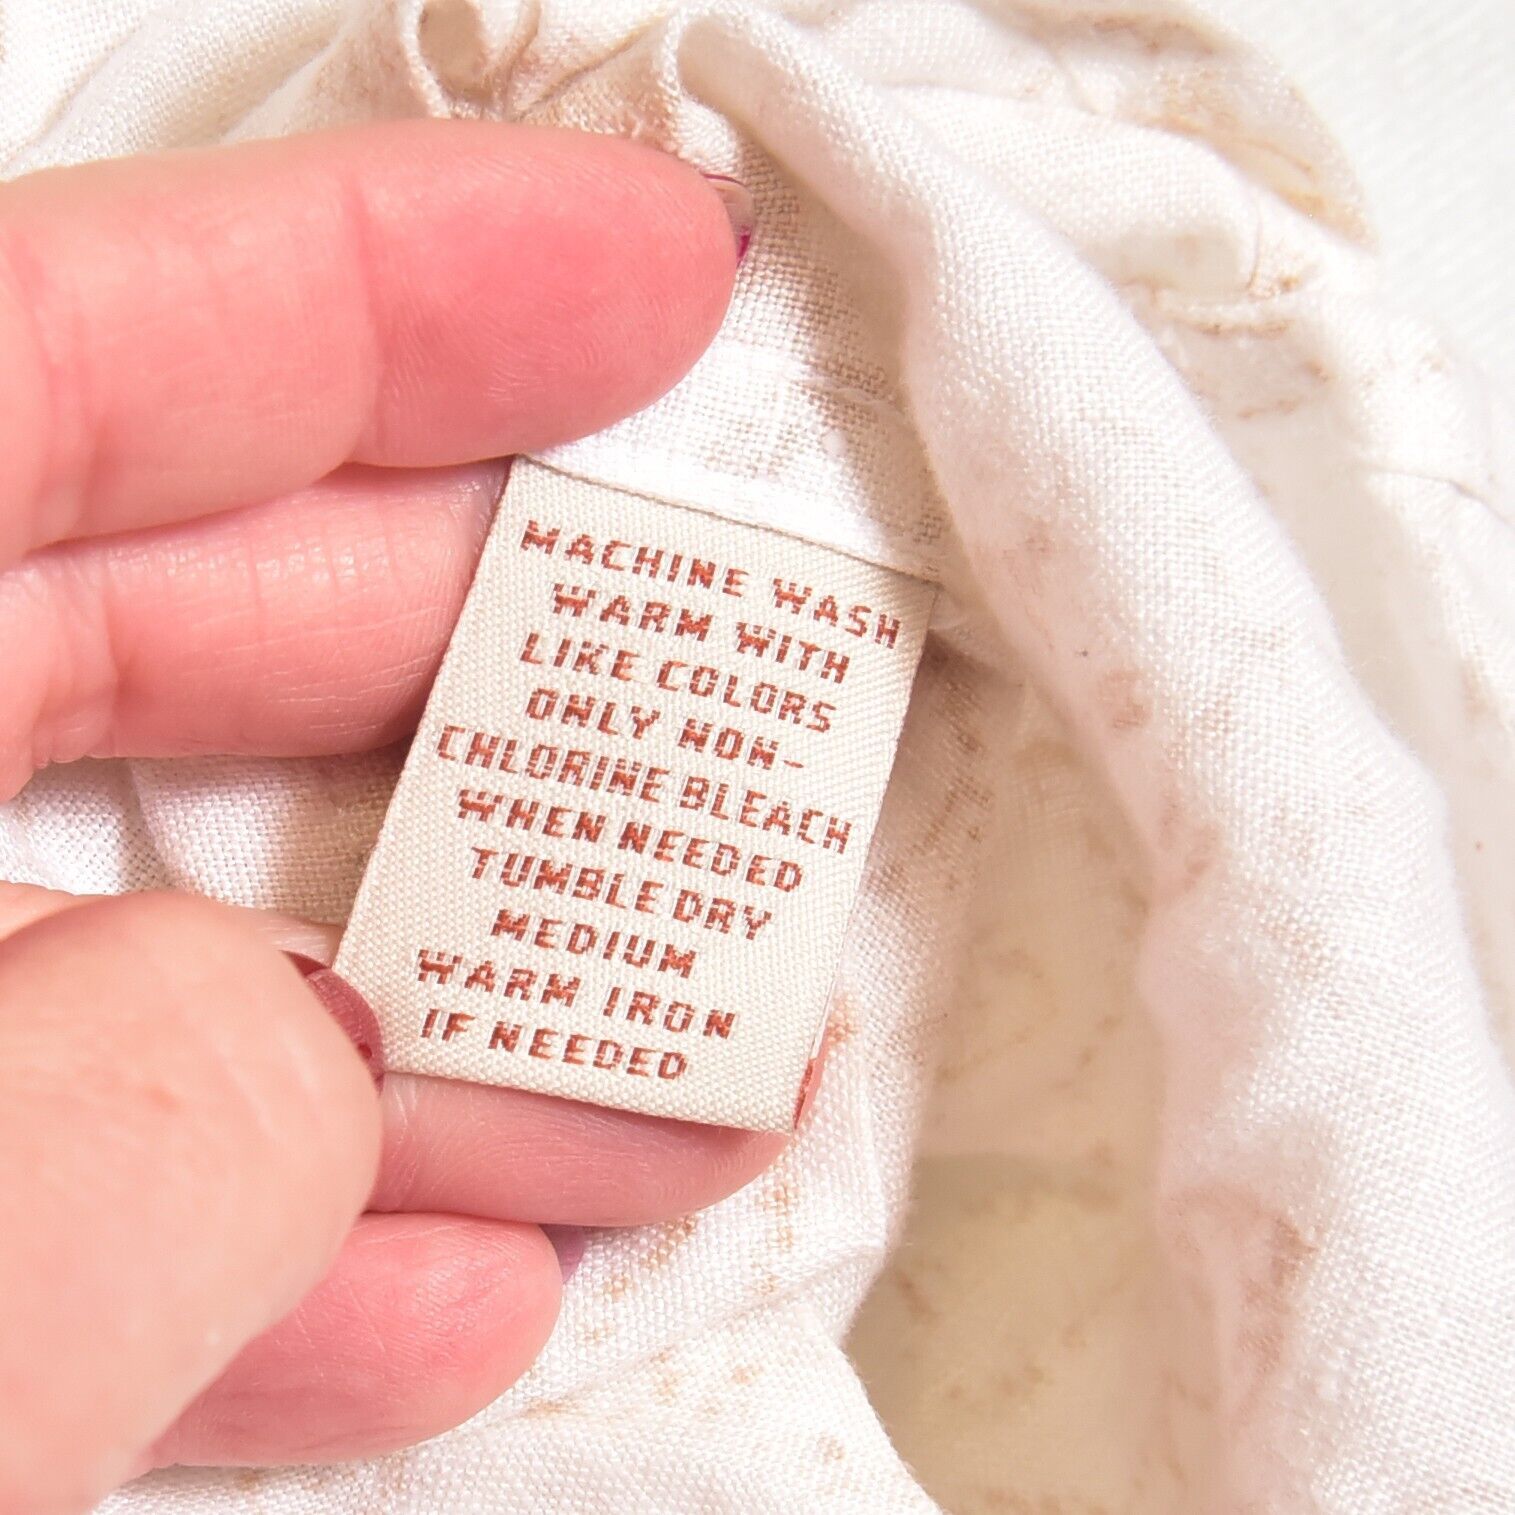 MACHINE WASH
WARM WITH
LIKE COLORS
ONLY NON-
CHLORINE BLEACH
WHEN NEEDED
TUMBLE DRY
MEDIUM
WARM IRON
IF NEEDED